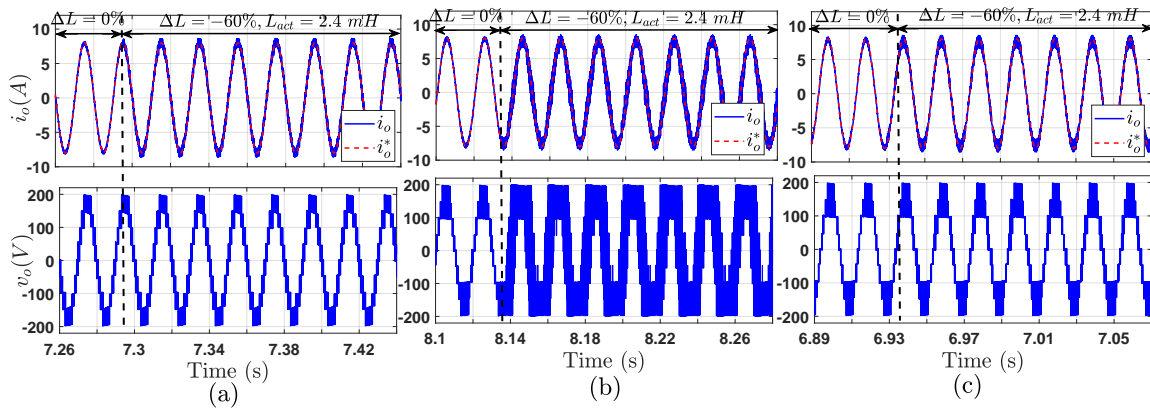 ΔL = 0%
ΔL = −60%, L_act = 2.4 mH
10
5
0
-5
-10
i_o(A)
i_o
i_o^*
200
100
0
-100
-200
v_o(V)
7.26
7.3
7.34
7.38
7.42
Time (s)
(a)
ΔL = 0%
ΔL = −60%, L_act = 2.4 mH
10
5
0
-5
-10
i_o
i_o^*
200
100
0
-100
-200
8.1
8.14
8.18
8.22
8.26
Time (s)
(b)
ΔL = 0%
ΔL = −60%, L_act = 2.4 mH
10
5
0
-5
-10
i_o
i_o^*
200
100
0
-100
-200
6.89
6.93
6.97
7.01
7.05
Time (s)
(c)